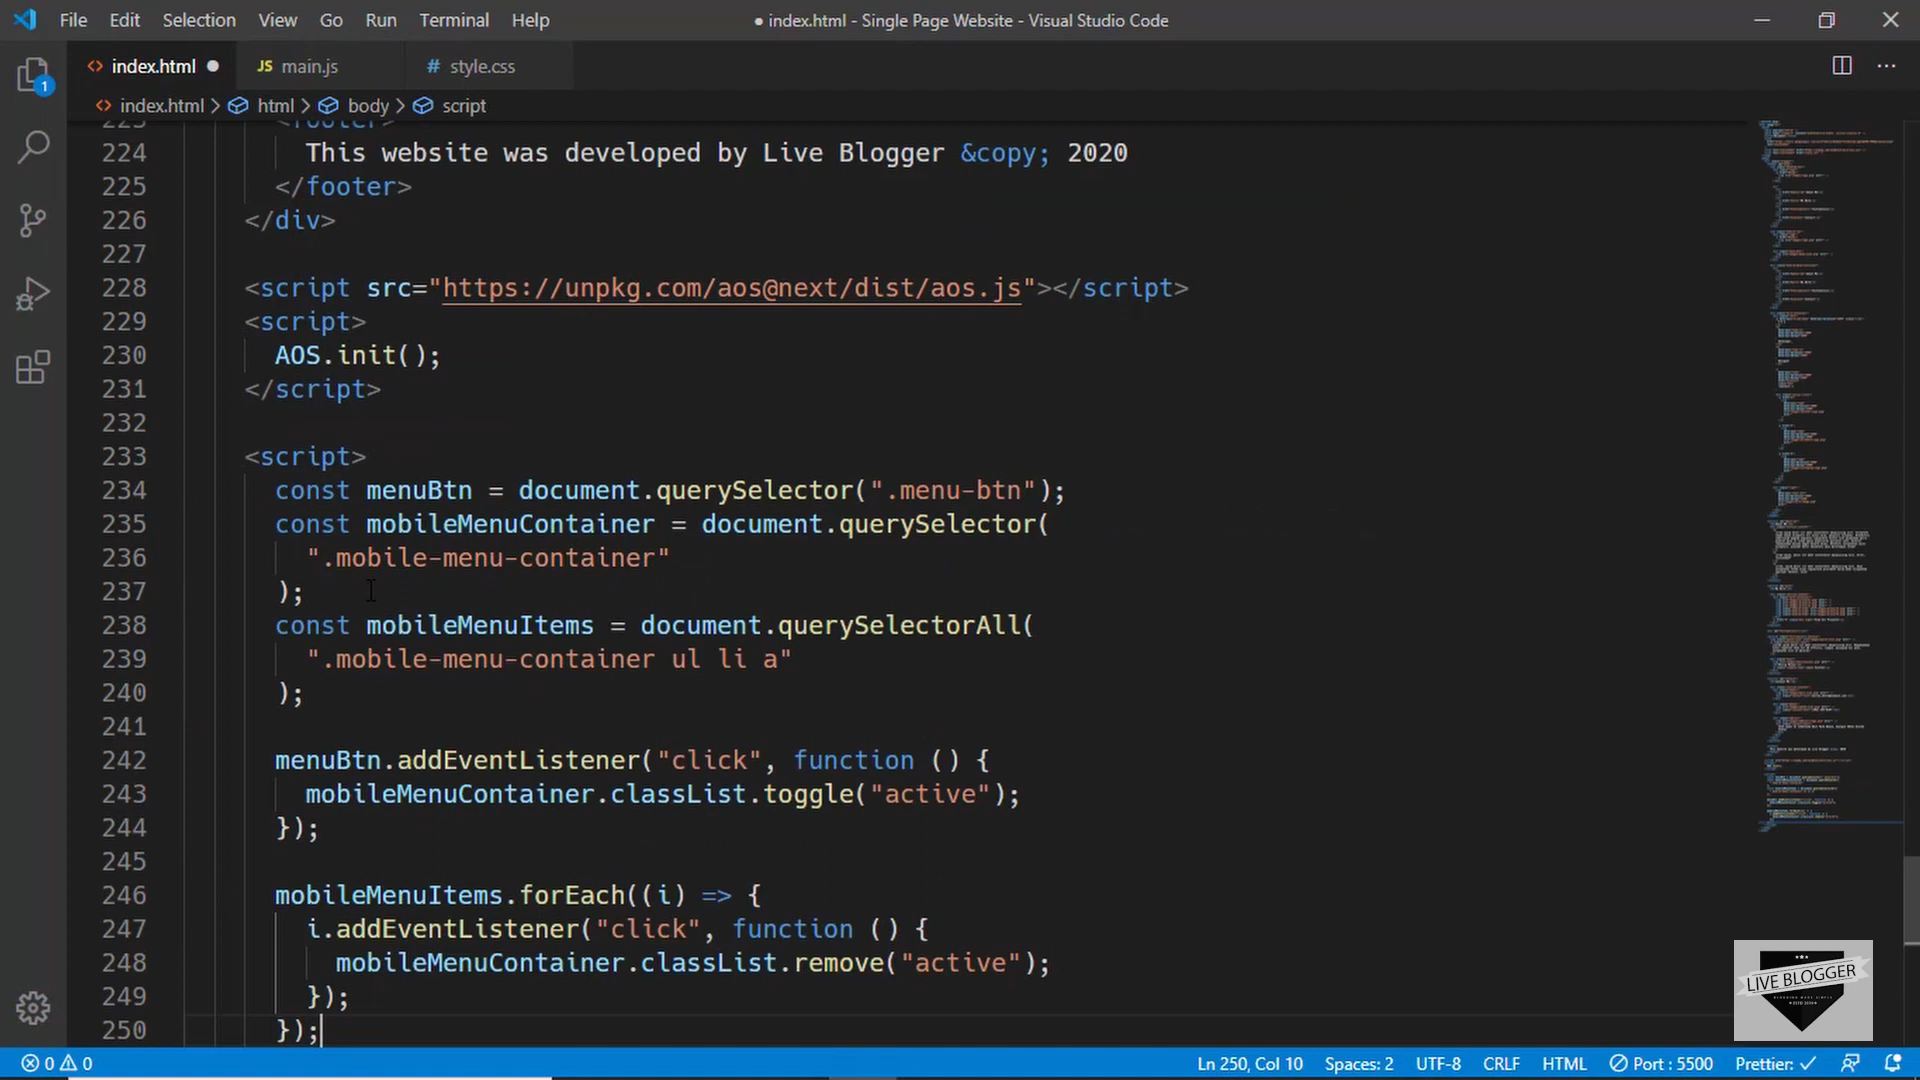 File Edit Selection View Go Run Terminal Help
● index.html - Single Page Website - Visual Studio Code
<> index.html ●
JS main.js
# style.css
1
<> index.html > html > body > script
223 <footer>
224 This website was developed by Live Blogger &copy; 2020
225 </footer>
226 </div>
227
228 <script src="https://unpkg.com/aos@next/dist/aos.js"></script>
229 <script>
230 AOS.init();
231 </script>
232
233 <script>
234 const menuBtn = document.querySelector(".menu-btn");
235 const mobileMenuContainer = document.querySelector(
236 ".mobile-menu-container"
237 );
238 const mobileMenuItems = document.querySelectorAll(
239 ".mobile-menu-container ul li a"
240 );
241
242 menuBtn.addEventListener("click", function () {
243 mobileMenuContainer.classList.toggle("active");
244 });
245
246 mobileMenuItems.forEach((i) => {
247 i.addEventListener("click", function () {
248 mobileMenuContainer.classList.remove("active");
249 });
250 });
LIVE BLOGGER
0 0
Ln 250, Col 10
Spaces: 2
UTF-8
CRLF
HTML
Port : 5500
Prettier: ✓